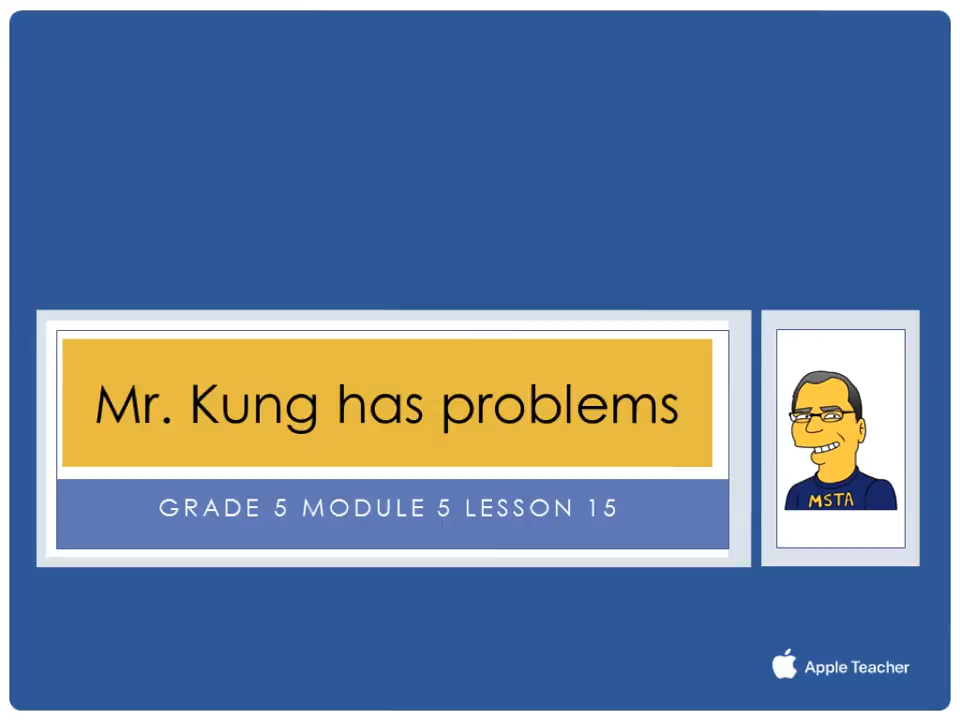 Mr. Kung has problems
GRADE 5 MODULE 5 LESSON 15
MSTA
Apple Teacher